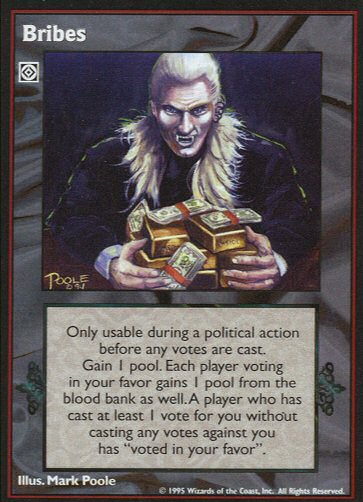 Bribes
POOLE
Only usable during a political action
before any votes are cast.
Gain 1 pool. Each player voting
in your favor gains 1 pool from the
blood bank as well. A player who has
cast at least 1 vote for you without
casting any votes against you
has "voted in your favor".
Illus. Mark Poole
© 1995 Wizards of the Coast, Inc. All Rights Reserved.